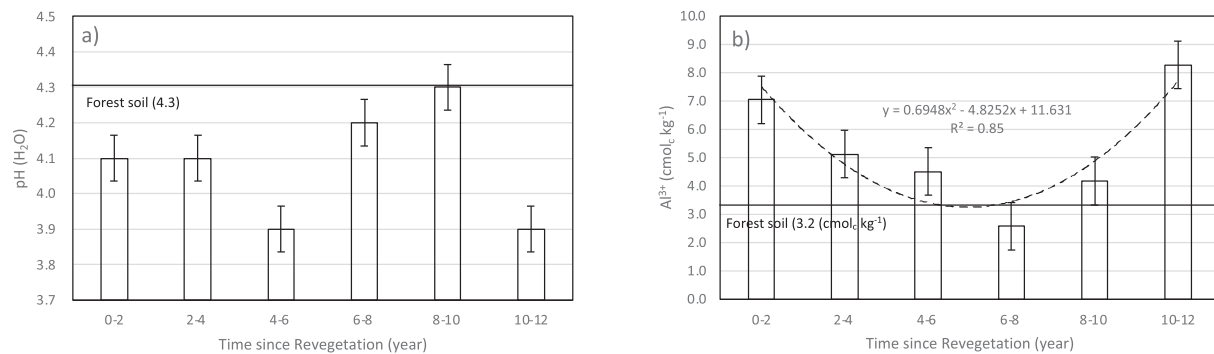 a)
4.5
4.4
4.3
4.2
4.1
4.0
3.9
3.8
3.7
pH (H₂O)
Forest soil (4.3)
0-2 2-4 4-6 6-8 8-10 10-12
Time since Revegetation (year)
b)
10.0
9.0
8.0
7.0
6.0
5.0
4.0
3.0
2.0
1.0
0.0
Al³⁺ (cmol꜀ kg⁻¹)
y = 0.6948x² - 4.8252x + 11.631
R² = 0.85
Forest soil (3.2 (cmol꜀ kg⁻¹)
0-2 2-4 4-6 6-8 8-10 10-12
Time since Revegetation (year)